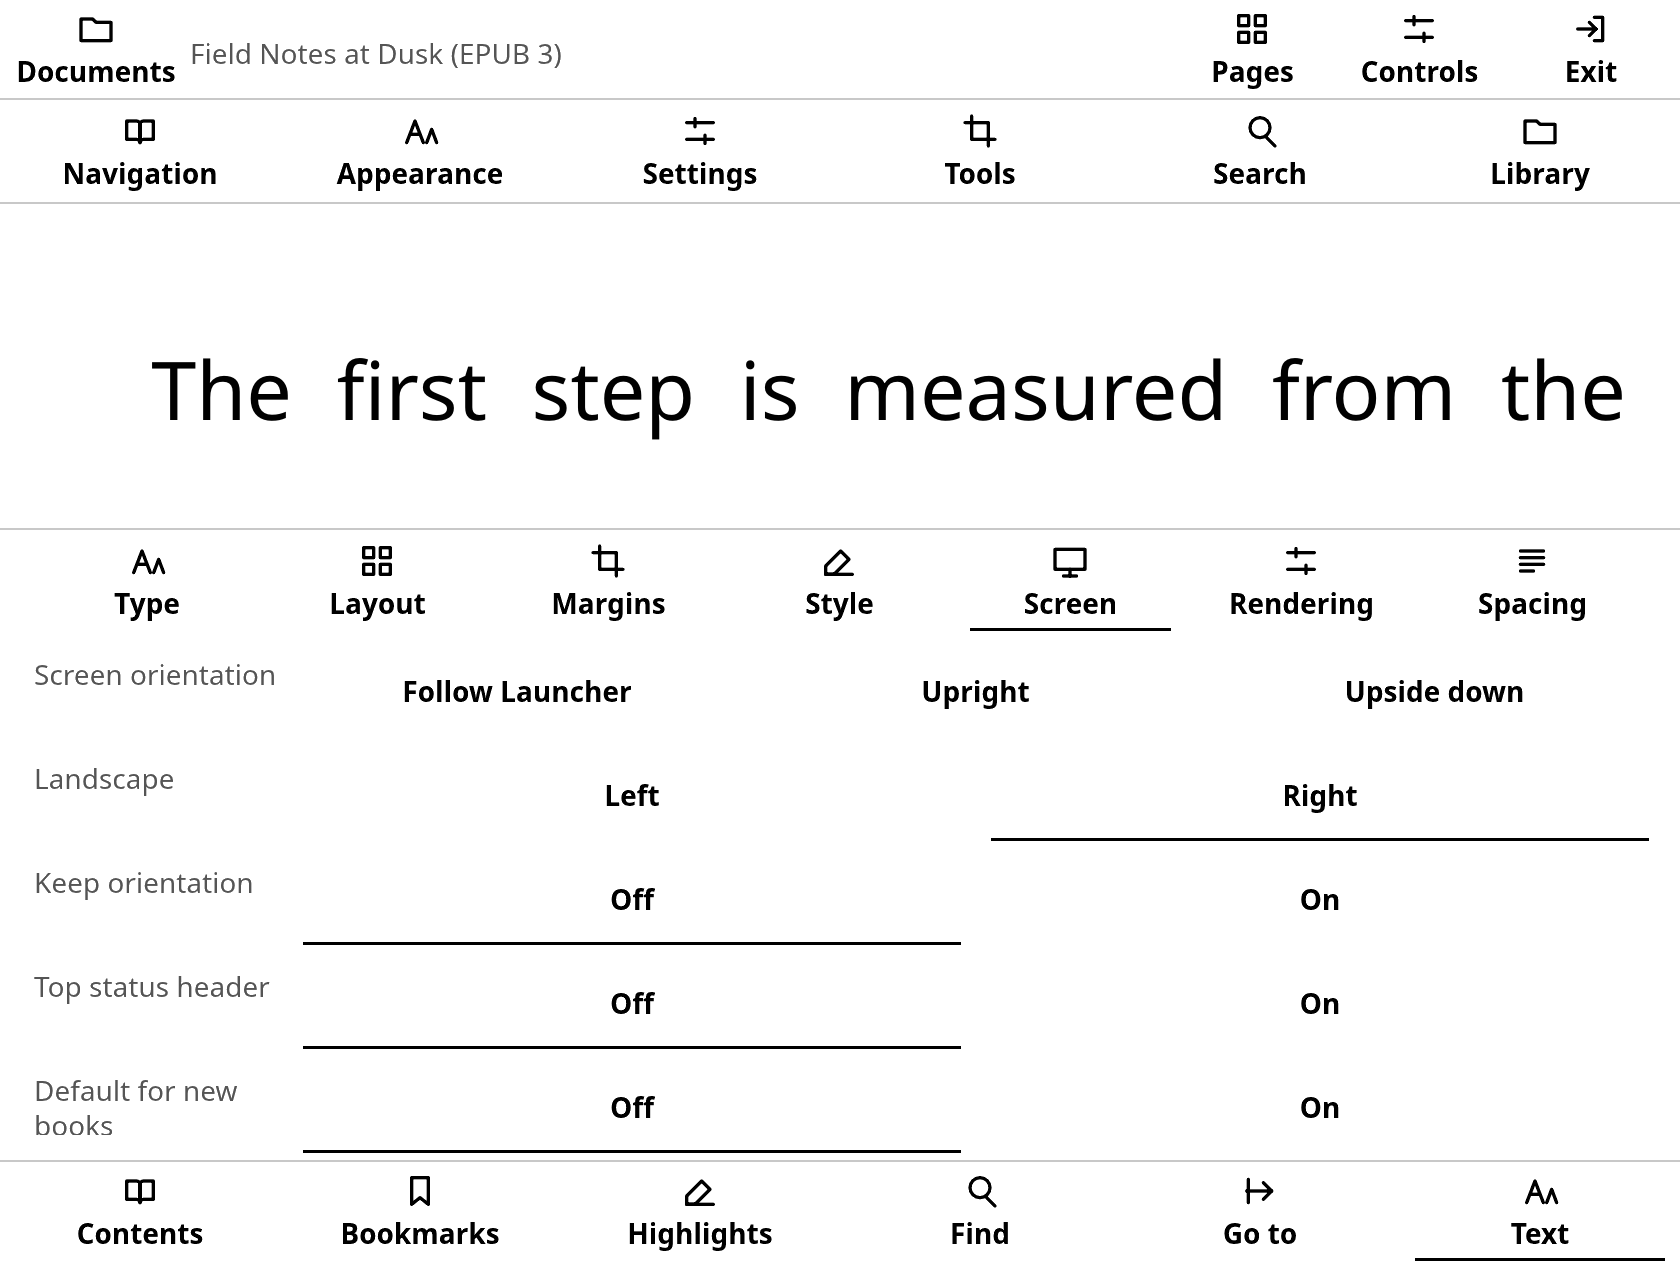 Documents
Field Notes at Dusk (EPUB 3)
Pages
Controls
Exit
Navigation
Appearance
Settings
Tools
Search
Library
The first step is measured from the
Type
Layout
Margins
Style
Screen
Rendering
Spacing
Screen orientation
Follow Launcher
Upright
Upside down
Landscape
Left
Right
Keep orientation
Off
On
Top status header
Off
On
Default for new
books
Off
On
Contents
Bookmarks
Highlights
Find
Go to
Text